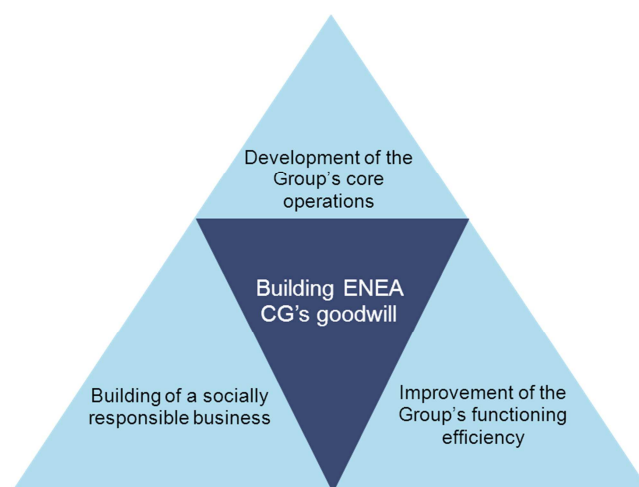 Development of the
Group's core
operations
Building ENEA
CG's goodwill
Building of a socially
responsible business
Improvement of the
Group's functioning
efficiency